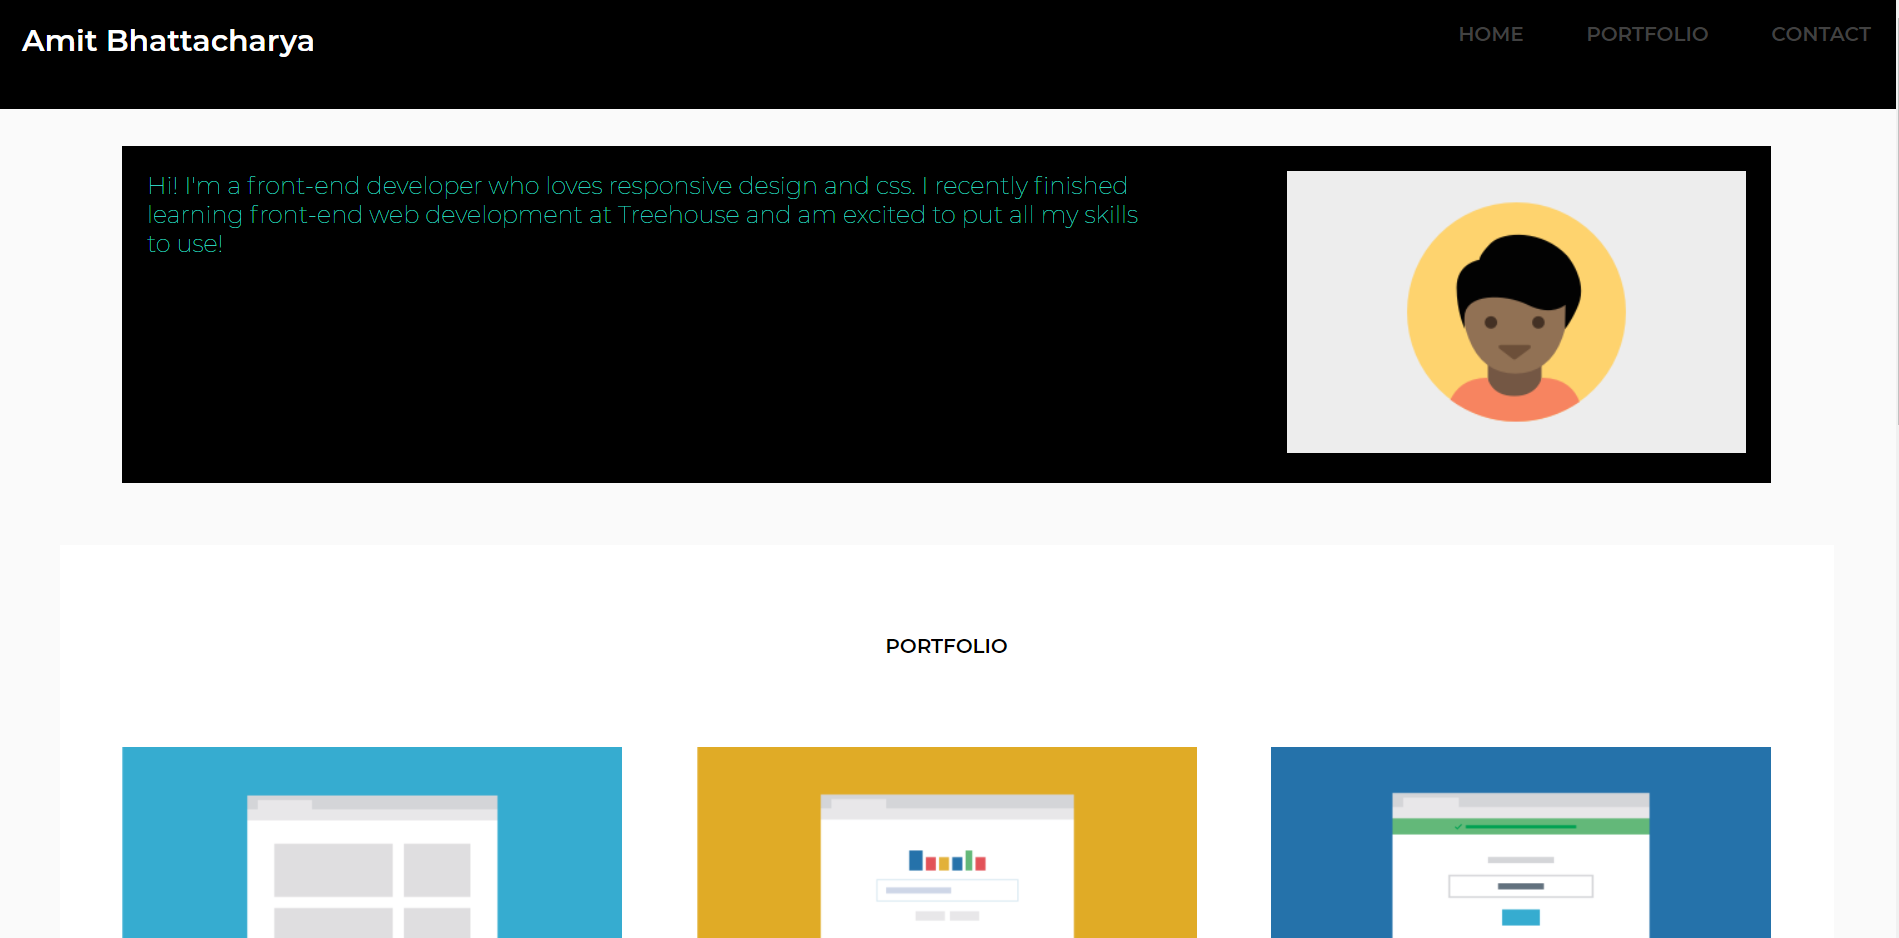 Amit Bhattacharya
HOME PORTFOLIO CONTACT
Hi! I'm a front-end developer who loves responsive design and css. I recently finished
learning front-end web development at Treehouse and am excited to put all my skills
to use!
PORTFOLIO